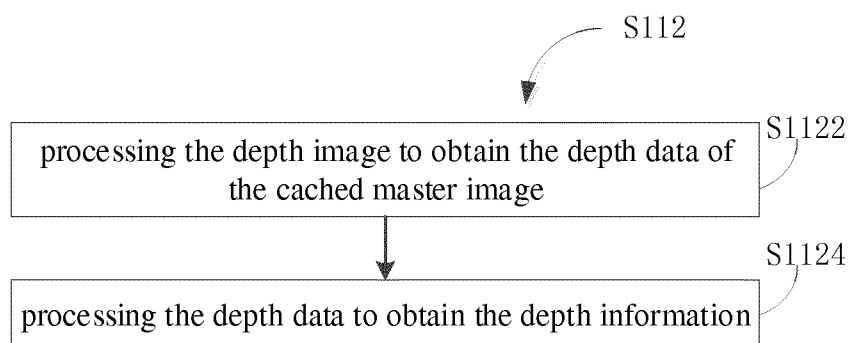 S112
S1122
processing the depth image to obtain the depth data of
the cached master image
S1124
processing the depth data to obtain the depth information